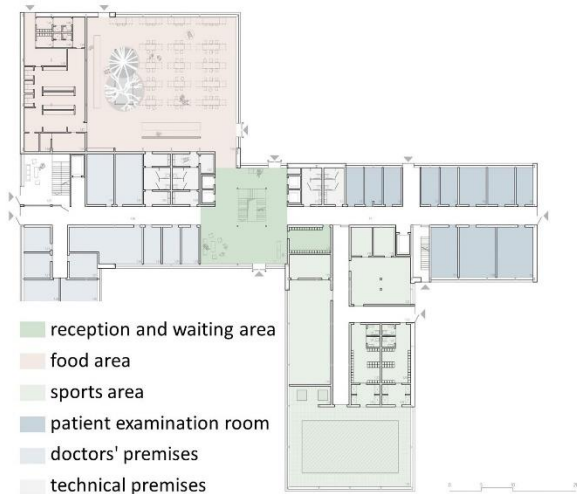 reception and waiting area
food area
sports area
patient examination room
doctors' premises
technical premises